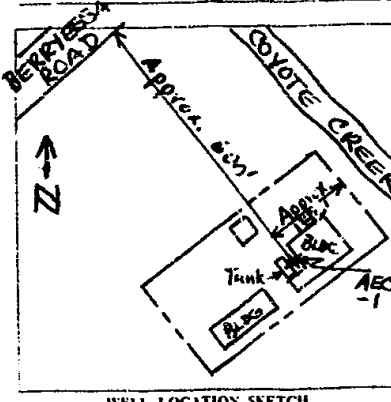 BERRYESSA
ROAD
COYOTE CREEK
Approx.
N
Approx
BLDG
Tank
AEC
-1
BLDG
WELL LOCATION SKETCH